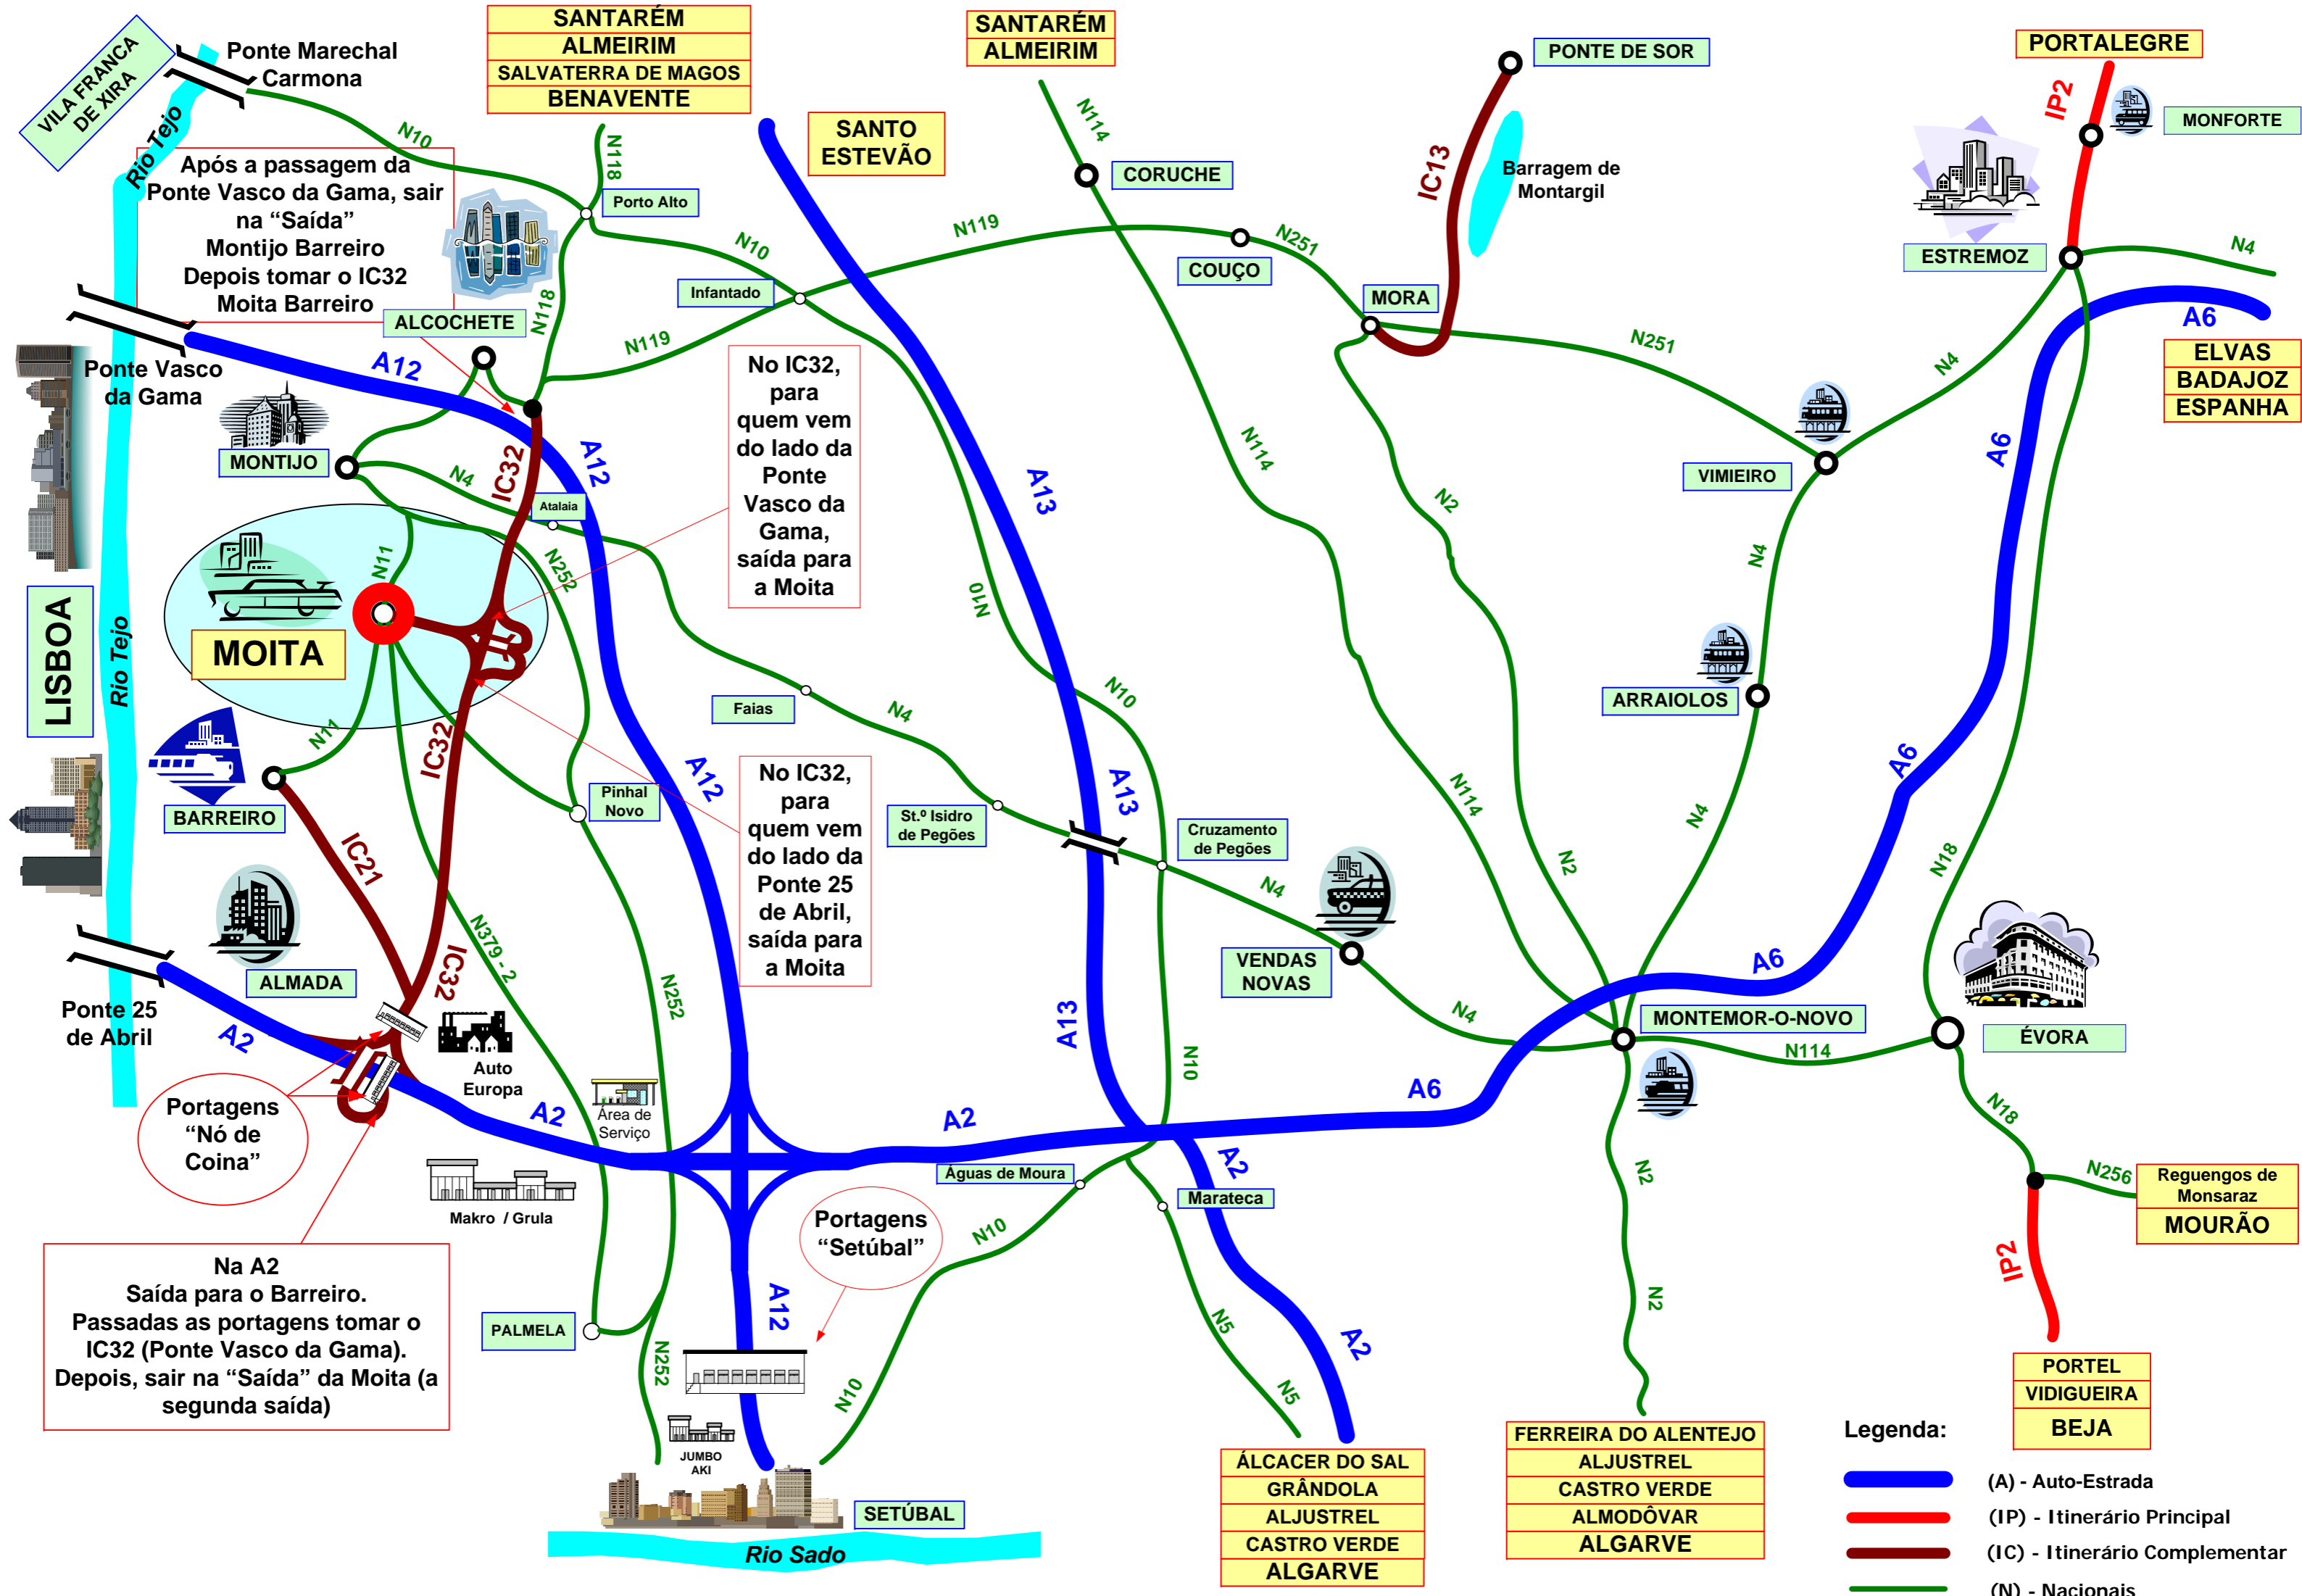 VILA FRANCA
DE XIRA
Ponte Marechal
Carmona
Rio Tejo
SANTARÉM
ALMEIRIM
SALVATERRA DE MAGOS
BENAVENTE
SANTO
ESTEVÃO
SANTARÉM
ALMEIRIM
PONTE DE SOR
PORTALEGRE
IP2
MONFORTE
N10
N118
N114
IC13
Barragem de
Montargil
Após a passagem da
Ponte Vasco da Gama, sair
na “Saída”
Montijo Barreiro
Depois tomar o IC32
Moita Barreiro
Porto Alto
CORUCHE
N10
N119
N251
COUÇO
Infantado
MORA
ESTREMOZ
N4
A6
ELVAS
BADAJOZ
ESPANHA
N118
ALCOCHETE
N119
Ponte Vasco
da Gama
A12
N251
N4
No IC32,
para
quem vem
do lado da
Ponte
Vasco da
Gama,
saída para
a Moita
MONTIJO
N4
IC32
A12
Atalaia
A13
N114
N2
VIMIEIRO
A6
N11
N252
N10
N4
LISBOA
Rio Tejo
MOITA
Faias
N4
N10
ARRAIOLOS
N11
IC32
A12
A13
A6
BARREIRO
Pinhal
Novo
No IC32,
para
quem vem
do lado da
Ponte 25
de Abril,
saída para
a Moita
St.º Isidro
de Pegões
Cruzamento
de Pegões
N114
N4
N2
N18
IC21
N4
ALMADA
N379 - 2
IC32
N252
VENDAS
NOVAS
A6
Ponte 25
de Abril
A2
A13
N4
MONTEMOR-O-NOVO
N114
ÉVORA
Auto
Europa
N10
Portagens
“Nó de
Coina”
A2
Área de
Serviço
A2
A6
N18
Makro / Grula
Águas de Moura
Marateca
A2
N2
N256
Reguengos de
Monsaraz
MOURÃO
Portagens
“Setúbal”
N10
IP2
Na A2
Saída para o Barreiro.
Passadas as portagens tomar o
IC32 (Ponte Vasco da Gama).
Depois, sair na “Saída” da Moita (a
segunda saída)
PALMELA
A12
N252
N5
A2
N2
N10
N5
JUMBO
AKI
SETÚBAL
Rio Sado
ÁLCACER DO SAL
GRÂNDOLA
ALJUSTREL
CASTRO VERDE
ALGARVE
FERREIRA DO ALENTEJO
ALJUSTREL
CASTRO VERDE
ALMODÔVAR
ALGARVE
PORTEL
VIDIGUEIRA
BEJA
Legenda:
(A) - Auto-Estrada
(IP) - Itinerário Principal
(IC) - Itinerário Complementar
(N) - Nacionais